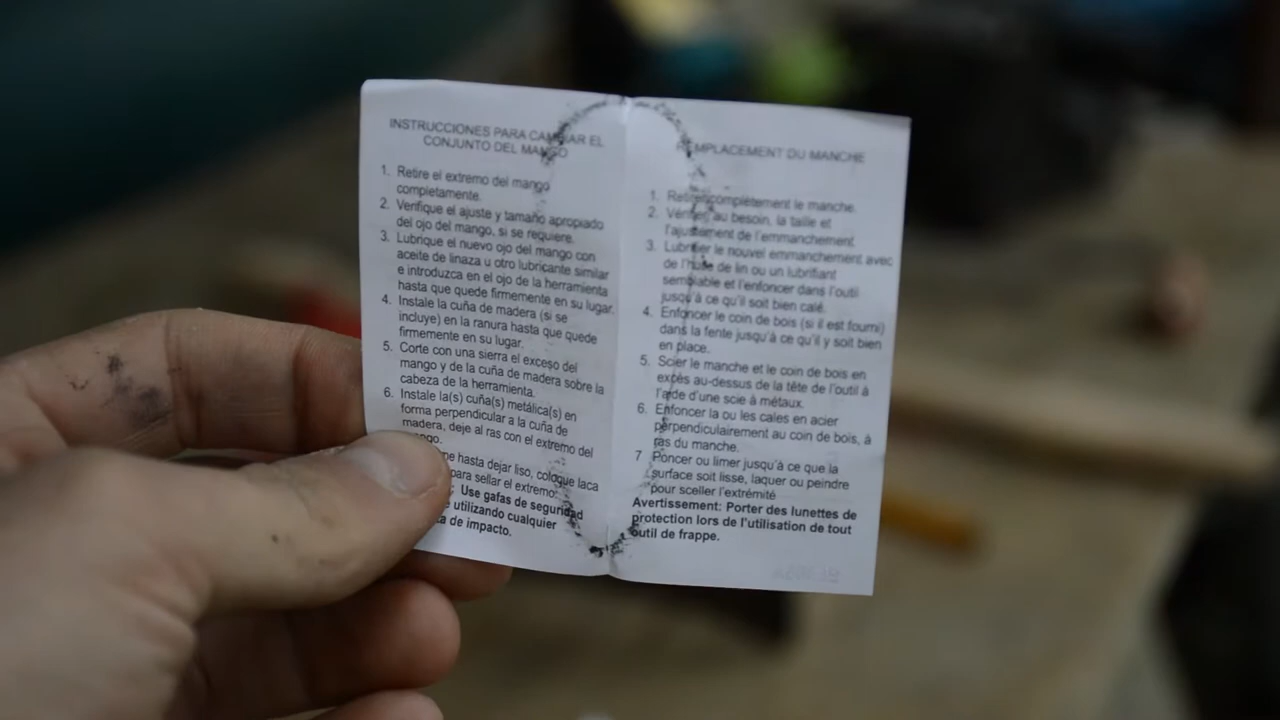 INSTRUCCIONES PARA CAMBIAR EL
CONJUNTO DEL MANGO
1. Retire el extremo del mango
completamente.
2. Verifique el ajuste y tamaño apropiado
del ojo del mango, si se requiere.
3. Lubrique el nuevo ojo del mango con
aceite de linaza u otro lubricante similar
e introduzca en el ojo de la herramienta
hasta que quede firmemente en su lugar.
4. Instale la cuña de madera (si se
incluye) en la ranura hasta que quede
firmemente en su lugar.
5. Corte con una sierra el exceso del
mango y de la cuña de madera sobre la
cabeza de la herramienta.
6. Instale la(s) cuña(s) metálica(s) en
forma perpendicular a la cuña de
madera, deje al ras con el extremo del
ngo.
me hasta dejar liso, coloque laca
para sellar el extremo.
: Use gafas de seguridad
utilizando cualquier
de impacto.
REMPLACEMENT DU MANCHE
1. Retirer complètement le manche.
2. Vérifier, au besoin, la taille et
l'ajustement de l'emmanchement.
3. Lubrifier le nouvel emmanchement avec
de l'huile de lin ou un lubrifiant
semblable et l'enfoncer dans l'outil
jusqu'à ce qu'il soit bien calé.
4. Enfoncer le coin de bois (si il est fourni)
dans la fente jusqu'à ce qu'il y soit bien
en place.
5. Scier le manche et le coin de bois en
excés au-dessus de la tête de l'outil à
l'aide d'une scie à métaux.
6. Enfoncer la ou les cales en acier
perpendiculairement au coin de bois, à
ras du manche.
7 Poncer ou limer jusqu'à ce que la
surface soit lisse, laquer ou peindre
pour sceller l'extrémité
Avertissement: Porter des lunettes de
protection lors de l'utilisation de tout
outil de frappe.